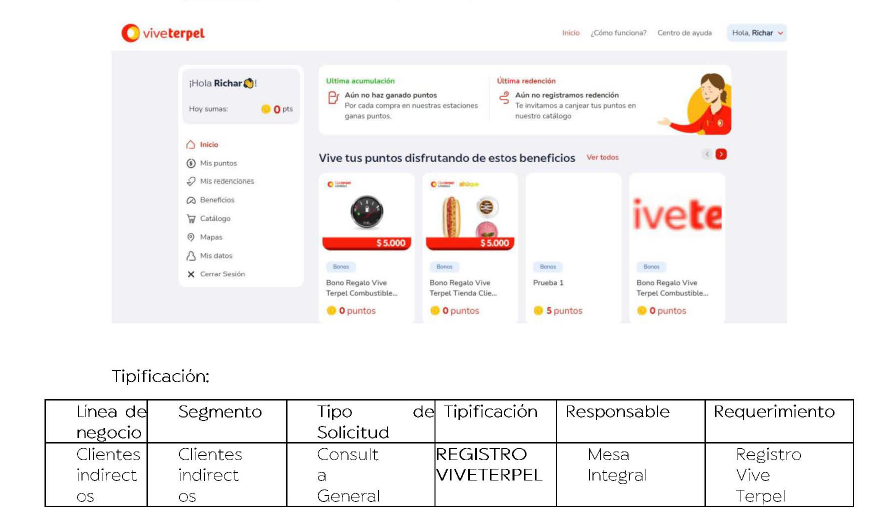 viveterpel
Inicio ¿Cómo funciona? Centro de ayuda Hola, Richar
¡Hola Richar!
Hoy sumas: 0 pts
Inicio
Mis puntos
Mis redenciones
Beneficios
Catálogo
Mapas
Mis datos
Cerrar Sesión
Ultima acumulación
Aún no haz ganado puntos
Por cada compra en nuestras estaciones
ganas puntos.
Última redención
Aún no registramos redención
Te invitamos a canjear tus puntos en
nuestro catálogo
Vive tus puntos disfrutando de estos beneficios Ver todos
$5.000
Bonos
Bono Regalo Vive
Terpel Combustible...
0 puntos
$5.000
Bonos
Bono Regalo Vive
Terpel Tienda Clie...
0 puntos
Bonos
Prueba 1
5 puntos
ivete
Bonos
Bono Regalo Vive
Terpel Combustible...
0 puntos
Tipificación:
Línea de
negocio
Segmento
Tipo de
Solicitud
Tipificación
Responsable
Requerimiento
Clientes
indirect
os
Clientes
indirect
os
Consult
a
General
REGISTRO
VIVETERPEL
Mesa
Integral
Registro
Vive
Terpel